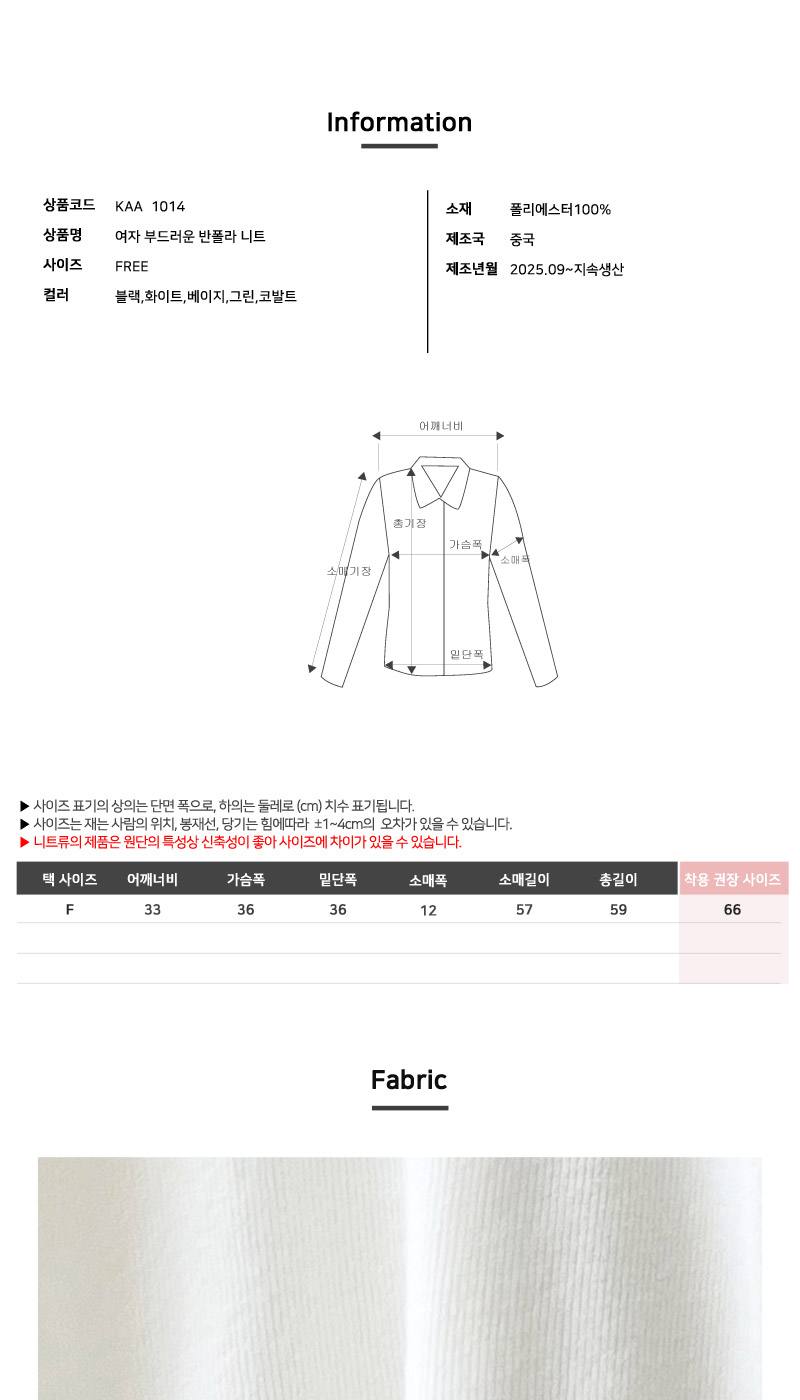 Information
상품코드 KAA 1014
상품명 여자 부드러운 반폴라 니트
사이즈 FREE
컬러 블랙,화이트,베이지,그린,코발트
소재 폴리에스터100%
제조국 중국
제조년월 2025.09~지속생산
어깨너비
총기장
가슴폭
소매폭
소매기장
밑단폭
▶ 사이즈 표기의 상의는 단면 폭으로, 하의는 둘레로 (cm) 치수 표기됩니다.
▶ 사이즈는 재는 사람의 위치, 봉재선, 당기는 힘에따라 ±1~4cm의 오차가 있을 수 있습니다.
▶ 니트류의 제품은 원단의 특성상 신축성이 좋아 사이즈에 차이가 있을 수 있습니다.
택 사이즈 어깨너비 가슴폭 밑단폭 소매폭 소매길이 총길이 착용 권장 사이즈
F 33 36 36 12 57 59 66
Fabric